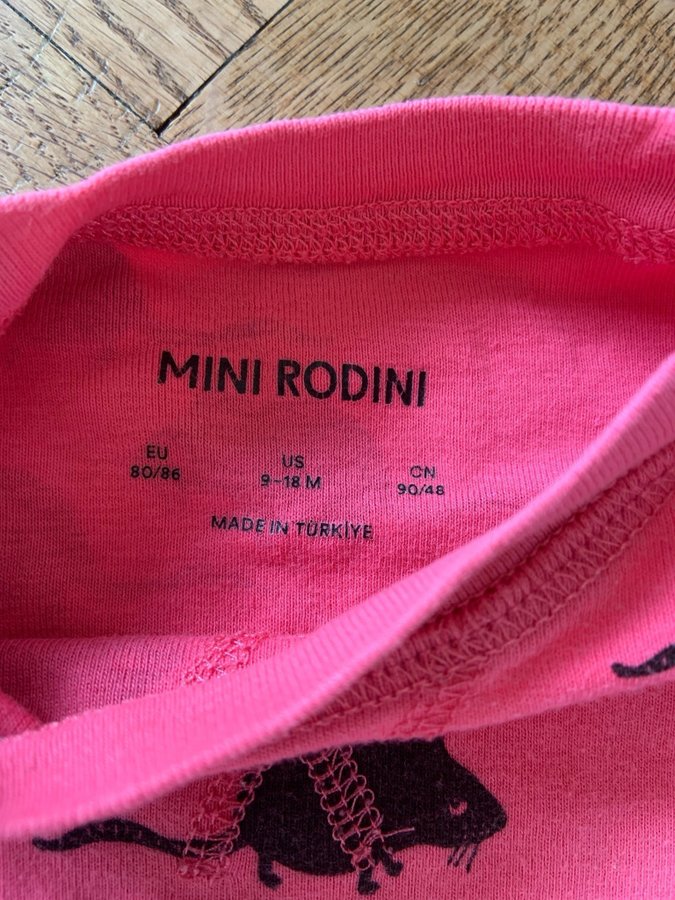 MINI RODINI
EU US CN
80/86 9-18 M 90/48
MADE IN TÜRKİYE